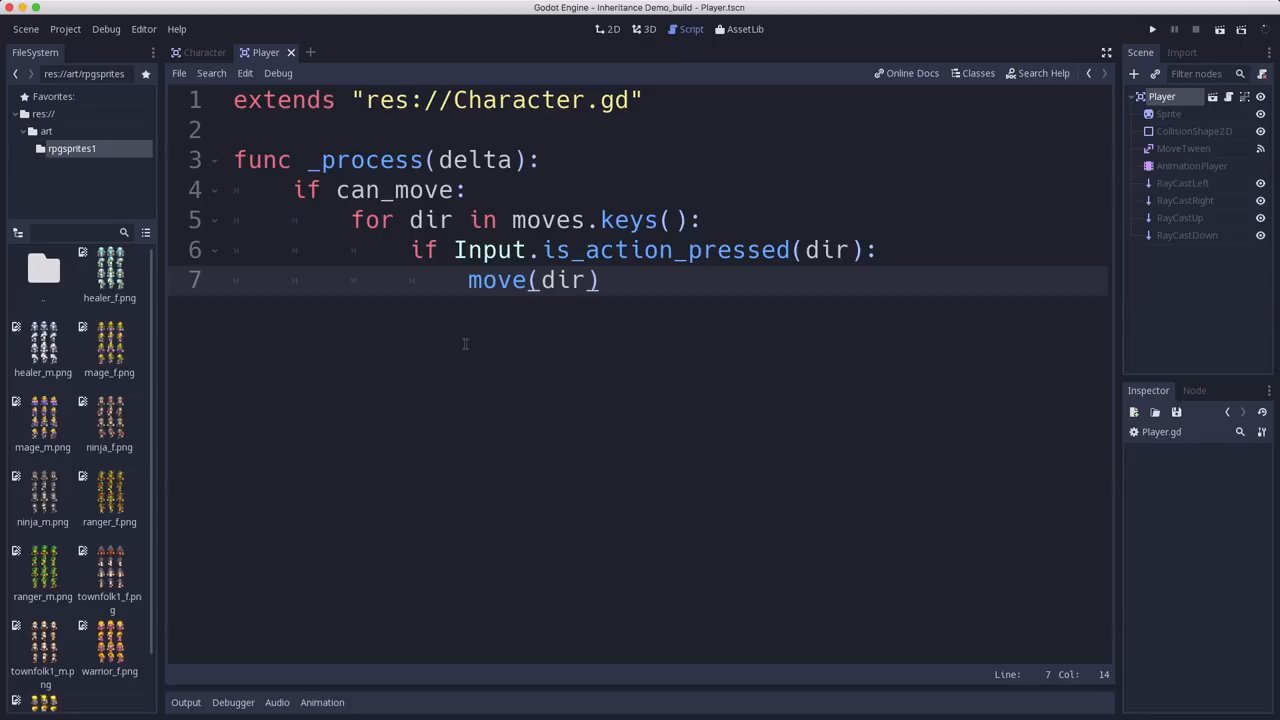 Godot Engine - Inheritance Demo_build - Player.tscn
Scene Project Debug Editor Help
2D 3D Script AssetLib
FileSystem
res://art/rpgsprites
Favorites:
res://
art
rpgsprites1
..
healer_f.png
healer_m.png
mage_f.png
mage_m.png
ninja_f.png
ninja_m.png
ranger_f.png
ranger_m.png
townfolk1_f.pn
g
townfolk1_m.p
ng
warrior_f.png
Character Player
File Search Edit Debug
Online Docs Classes Search Help
1 extends "res://Character.gd"
2
3 func _process(delta):
4 if can_move:
5 for dir in moves.keys():
6 if Input.is_action_pressed(dir):
7 move(dir)
Line: 7 Col: 14
Output Debugger Audio Animation
Scene Import
Filter nodes
Player
Sprite
CollisionShape2D
MoveTween
AnimationPlayer
RayCastLeft
RayCastRight
RayCastUp
RayCastDown
Inspector Node
Player.gd